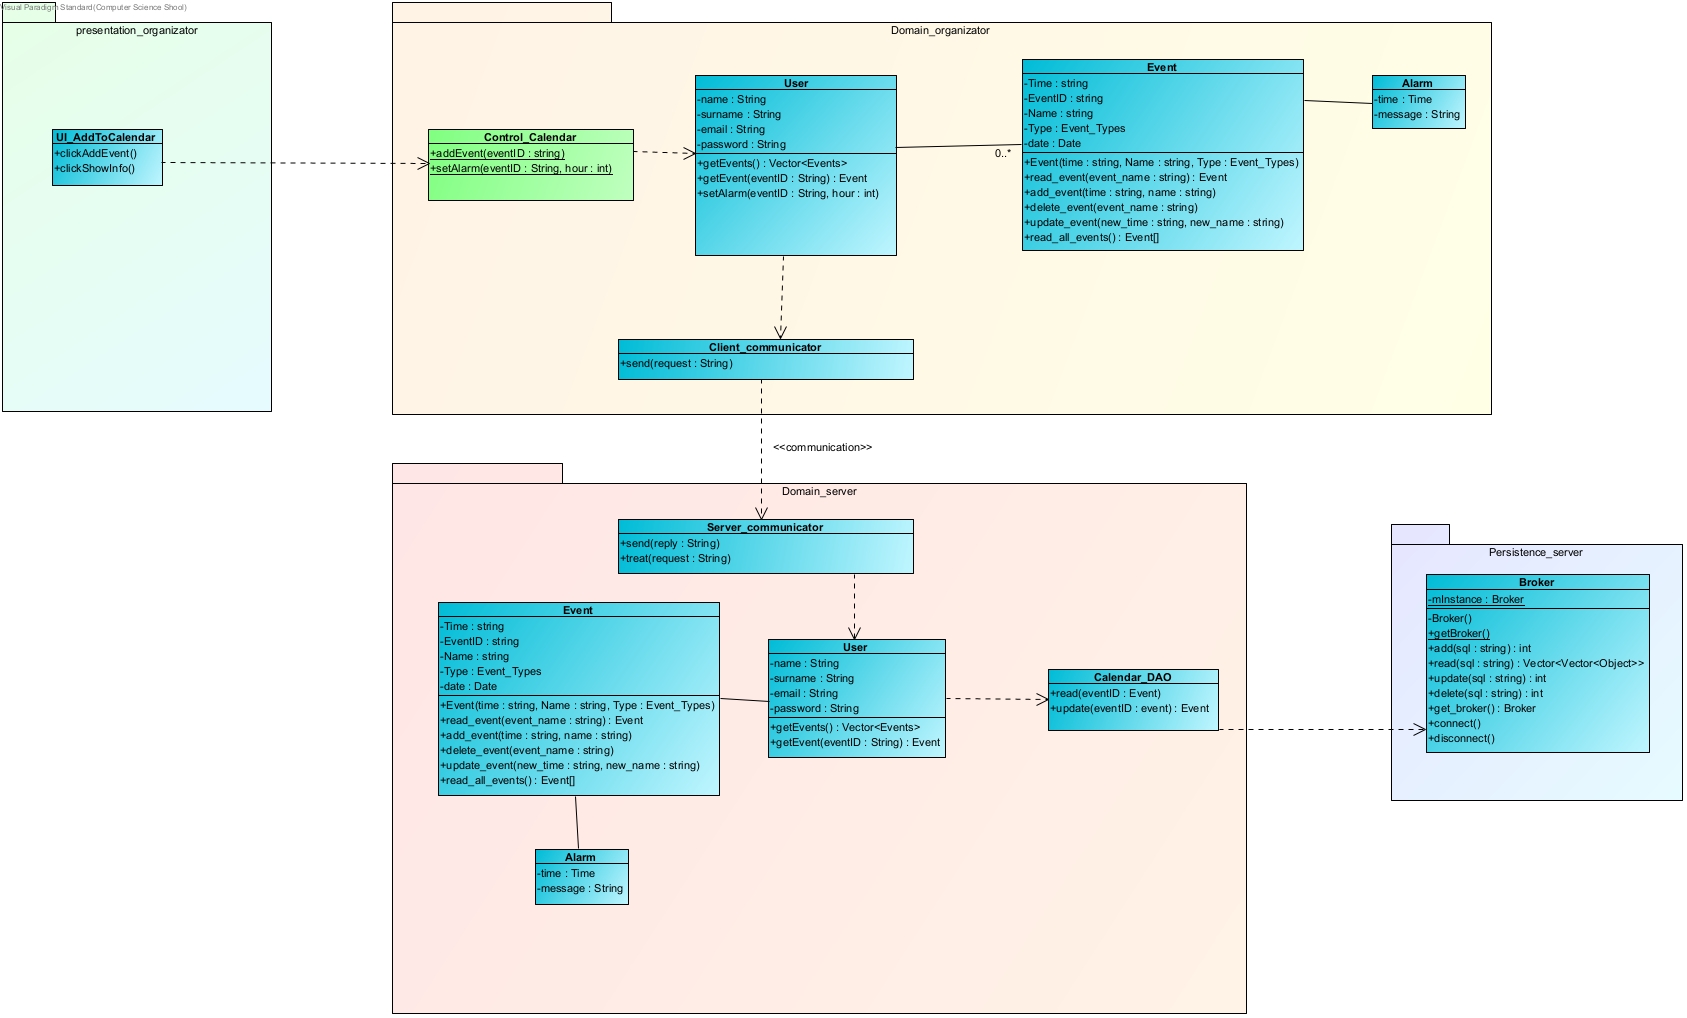 Visual Paradigm Standard(Computer Science Shool)
presentation_organizator
UI_AddToCalendar
+clickAddEvent()
+clickShowInfo()
Domain_organizator
Control_Calendar
+addEvent(eventID : string)
+setAlarm(eventID : String, hour : int)
User
-name : String
-surname : String
-email : String
-password : String
+getEvents() : Vector<Events>
+getEvent(eventID : String) : Event
+setAlarm(eventID : String, hour : int)
0..*
Event
-Time : string
-EventID : string
-Name : string
-Type : Event_Types
-date : Date
+Event(time : string, Name : string, Type : Event_Types)
+read_event(event_name : string) : Event
+add_event(time : string, name : string)
+delete_event(event_name : string)
+update_event(new_time : string, new_name : string)
+read_all_events() : Event[]
Alarm
-time : Time
-message : String
Client_communicator
+send(request : String)
<<communication>>
Domain_server
Server_communicator
+send(reply : String)
+treat(request : String)
Event
-Time : string
-EventID : string
-Name : string
-Type : Event_Types
-date : Date
+Event(time : string, Name : string, Type : Event_Types)
+read_event(event_name : string) : Event
+add_event(time : string, name : string)
+delete_event(event_name : string)
+update_event(new_time : string, new_name : string)
+read_all_events() : Event[]
User
-name : String
-surname : String
-email : String
-password : String
+getEvents() : Vector<Events>
+getEvent(eventID : String) : Event
Calendar_DAO
+read(eventID : Event)
+update(eventID : event) : Event
Alarm
-time : Time
-message : String
Persistence_server
Broker
-mInstance : Broker
-Broker()
+getBroker()
+add(sql : string) : int
+read(sql : string) : Vector<Vector<Object>>
+update(sql : string) : int
+delete(sql : string) : int
+get_broker() : Broker
+connect()
+disconnect()